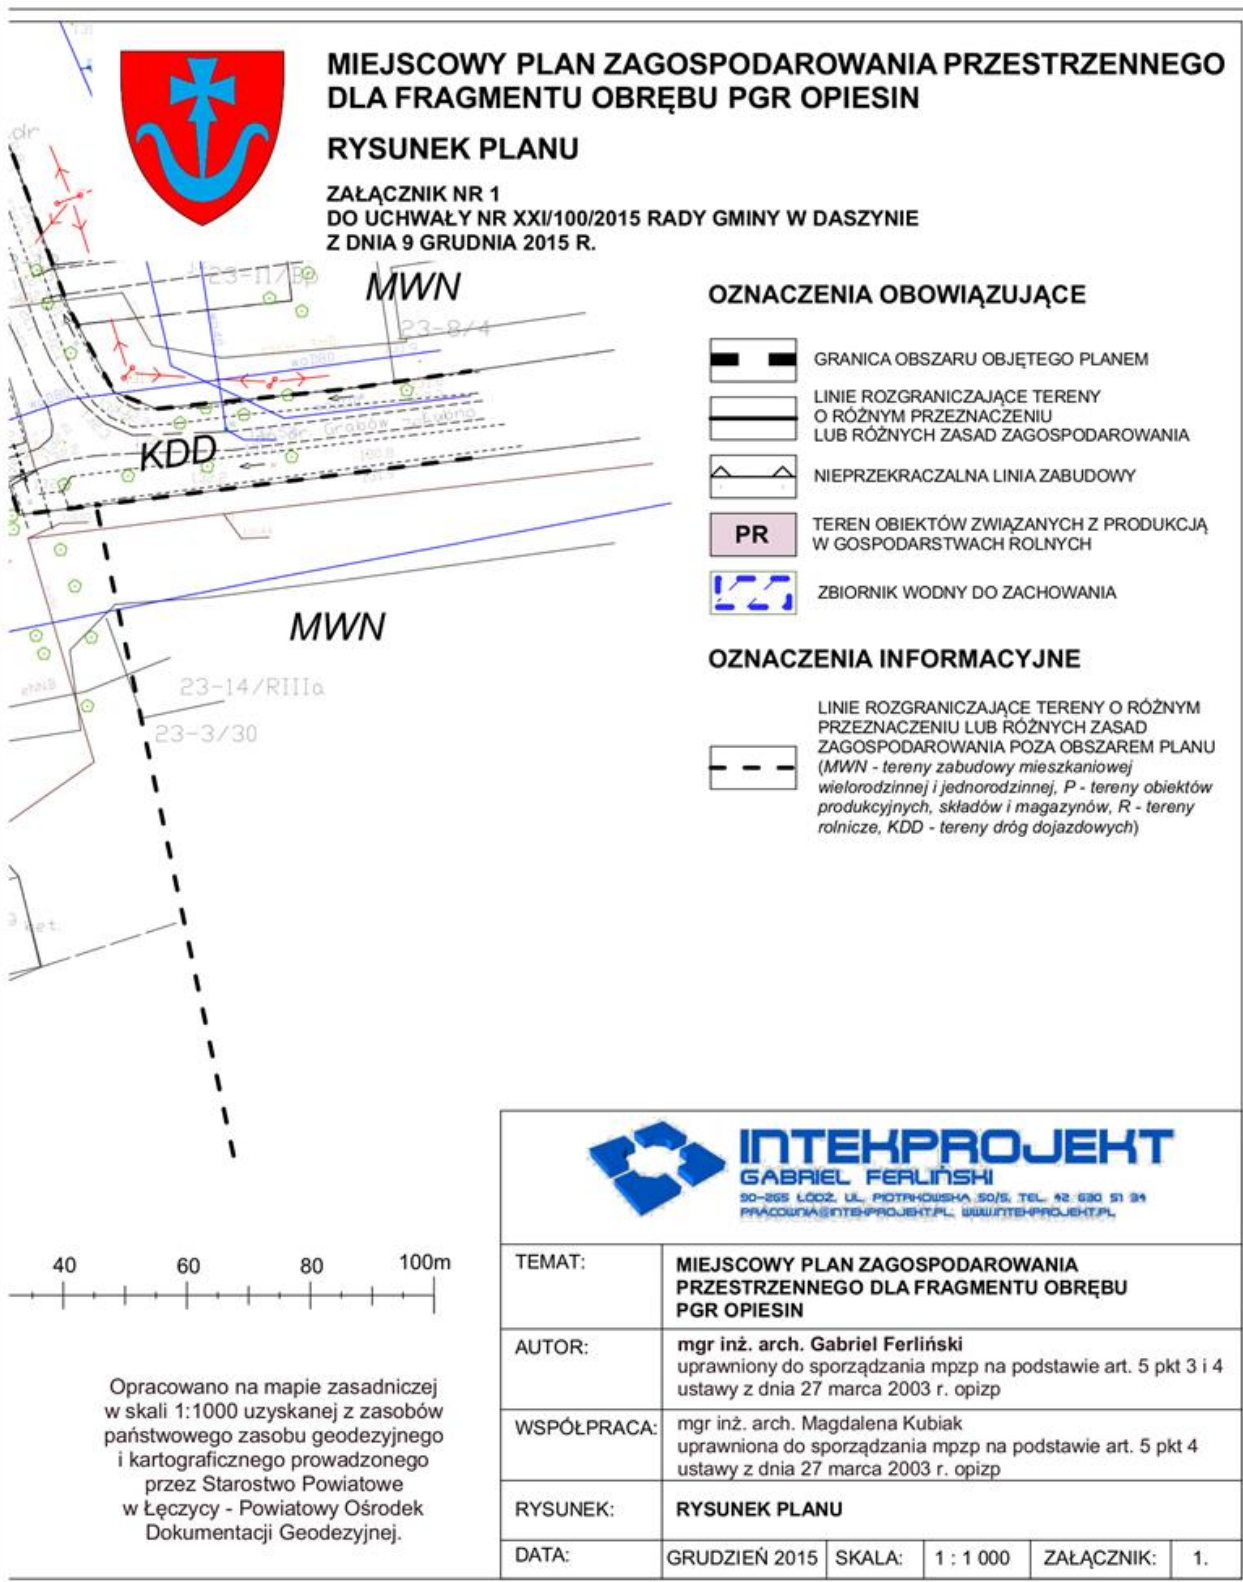 MIEJSCOWY PLAN ZAGOSPODAROWANIA PRZESTRZENNEGO
DLA FRAGMENTU OBRĘBU PGR OPIESIN
RYSUNEK PLANU
ZAŁĄCZNIK NR 1
DO UCHWAŁY NR XXI/100/2015 RADY GMINY W DASZYNIE
Z DNIA 9 GRUDNIA 2015 R.
dr
MWN
23-8/4
KDD
dr. Grabów
MWN
23-14/RIIIa
23-3/30
OZNACZENIA OBOWIĄZUJĄCE
GRANICA OBSZARU OBJĘTEGO PLANEM
LINIE ROZGRANICZAJĄCE TERENY
O RÓŻNYM PRZEZNACZENIU
LUB RÓŻNYCH ZASAD ZAGOSPODAROWANIA
NIEPRZEKRACZALNA LINIA ZABUDOWY
PR
TEREN OBIEKTÓW ZWIĄZANYCH Z PRODUKCJĄ
W GOSPODARSTWACH ROLNYCH
ZBIORNIK WODNY DO ZACHOWANIA
OZNACZENIA INFORMACYJNE
LINIE ROZGRANICZAJĄCE TERENY O RÓŻNYM
PRZEZNACZENIU LUB RÓŻNYCH ZASAD
ZAGOSPODAROWANIA POZA OBSZAREM PLANU
(MWN - tereny zabudowy mieszkaniowej
wielorodzinnej i jednorodzinnej, P - tereny obiektów
produkcyjnych, składów i magazynów, R - tereny
rolnicze, KDD - tereny dróg dojazdowych)
40 60 80 100m
Opracowano na mapie zasadniczej
w skali 1:1000 uzyskanej z zasobów
państwowego zasobu geodezyjnego
i kartograficznego prowadzonego
przez Starostwo Powiatowe
w Łęczycy - Powiatowy Ośrodek
Dokumentacji Geodezyjnej.
INTEKPROJEKT
GABRIEL FERLIŃSKI
90-265 ŁÓDŹ, UL. PIOTRKOWSKA 50/5, TEL. 42 630 51 34
PRACOWNIA@INTEKPROJEKT.PL; WWW.INTEKPROJEKT.PL
TEMAT: MIEJSCOWY PLAN ZAGOSPODAROWANIA
PRZESTRZENNEGO DLA FRAGMENTU OBRĘBU
PGR OPIESIN
AUTOR: mgr inż. arch. Gabriel Ferliński
uprawniony do sporządzania mpzp na podstawie art. 5 pkt 3 i 4
ustawy z dnia 27 marca 2003 r. opizp
WSPÓŁPRACA: mgr inż. arch. Magdalena Kubiak
uprawniona do sporządzania mpzp na podstawie art. 5 pkt 4
ustawy z dnia 27 marca 2003 r. opizp
RYSUNEK: RYSUNEK PLANU
DATA: GRUDZIEŃ 2015 SKALA: 1 : 1 000 ZAŁĄCZNIK: 1.